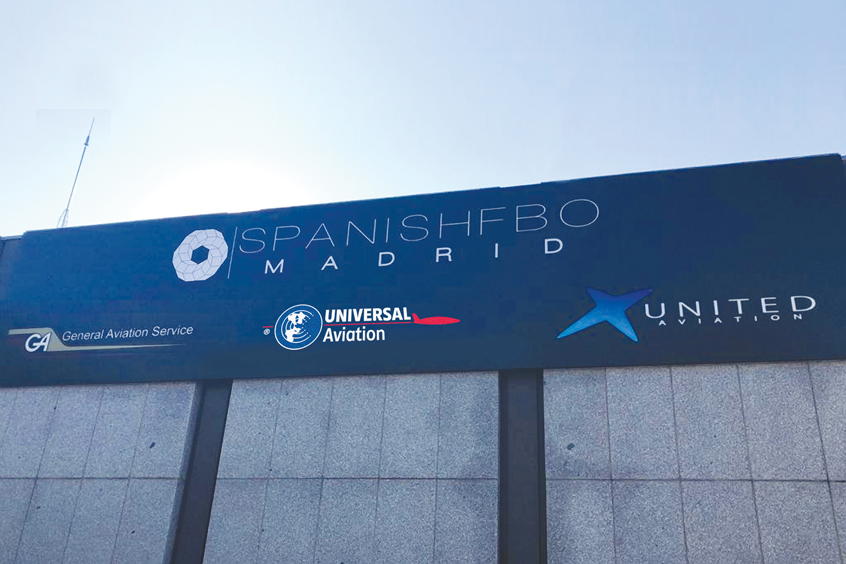 SPANISHFBO
MADRID
GA General Aviation Service
® UNIVERSAL
Aviation
UNITED
AVIATION